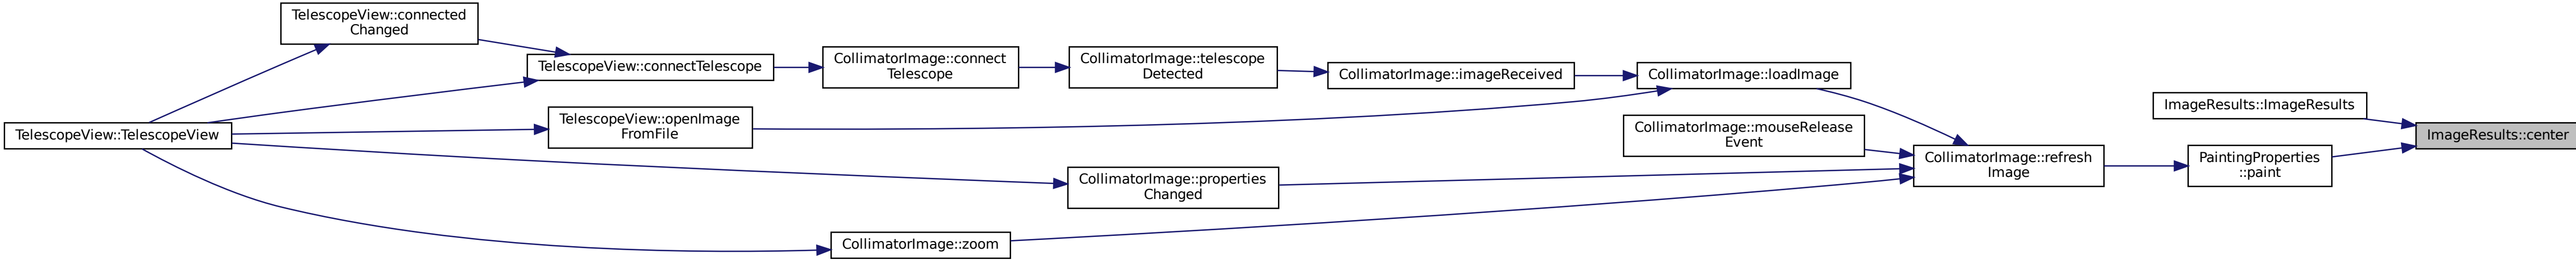 TelescopeView::connected
Changed
TelescopeView::connectTelescope
CollimatorImage::connect
Telescope
CollimatorImage::telescope
Detected
CollimatorImage::imageReceived
CollimatorImage::loadImage
ImageResults::ImageResults
TelescopeView::TelescopeView
TelescopeView::openImage
FromFile
CollimatorImage::mouseRelease
Event
ImageResults::center
CollimatorImage::properties
Changed
CollimatorImage::refresh
Image
PaintingProperties
::paint
CollimatorImage::zoom